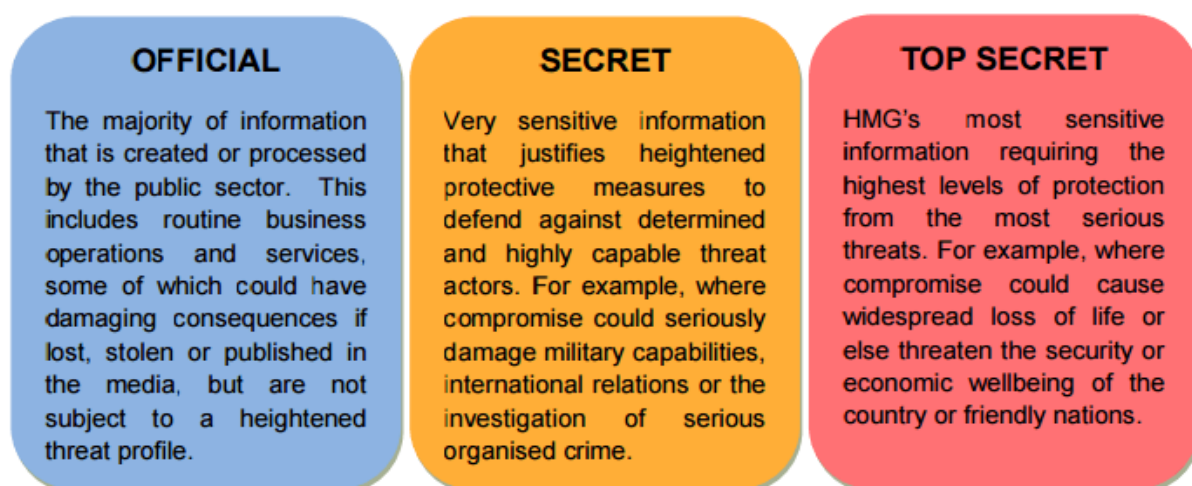 OFFICIAL
The majority of information
that is created or processed
by the public sector. This
includes routine business
operations and services,
some of which could have
damaging consequences if
lost, stolen or published in
the media, but are not
subject to a heightened
threat profile.
SECRET
Very sensitive information
that justifies heightened
protective measures to
defend against determined
and highly capable threat
actors. For example, where
compromise could seriously
damage military capabilities,
international relations or the
investigation of serious
organised crime.
TOP SECRET
HMG's most sensitive
information requiring the
highest levels of protection
from the most serious
threats. For example, where
compromise could cause
widespread loss of life or
else threaten the security or
economic wellbeing of the
country or friendly nations.